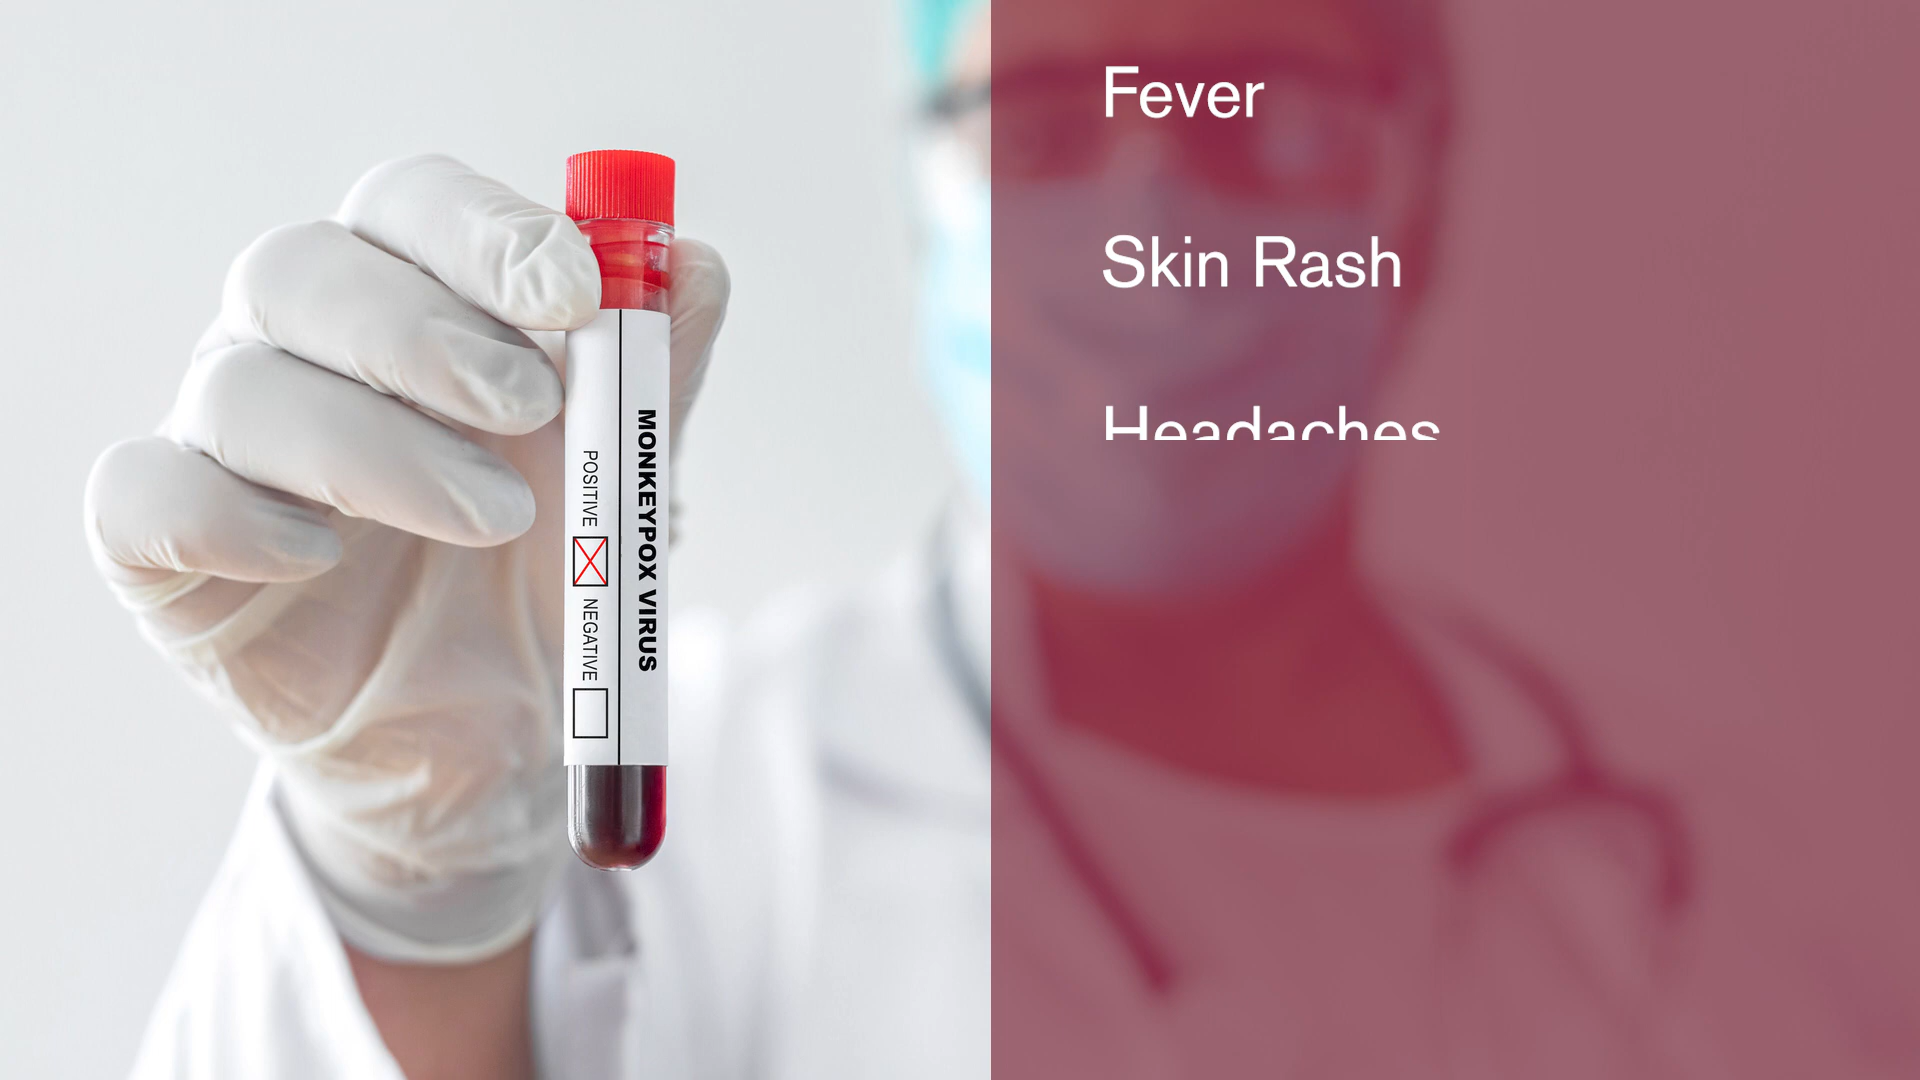 MONKEYPOX VIRUS
POSITIVE
NEGATIVE
Fever
Skin Rash
Headaches